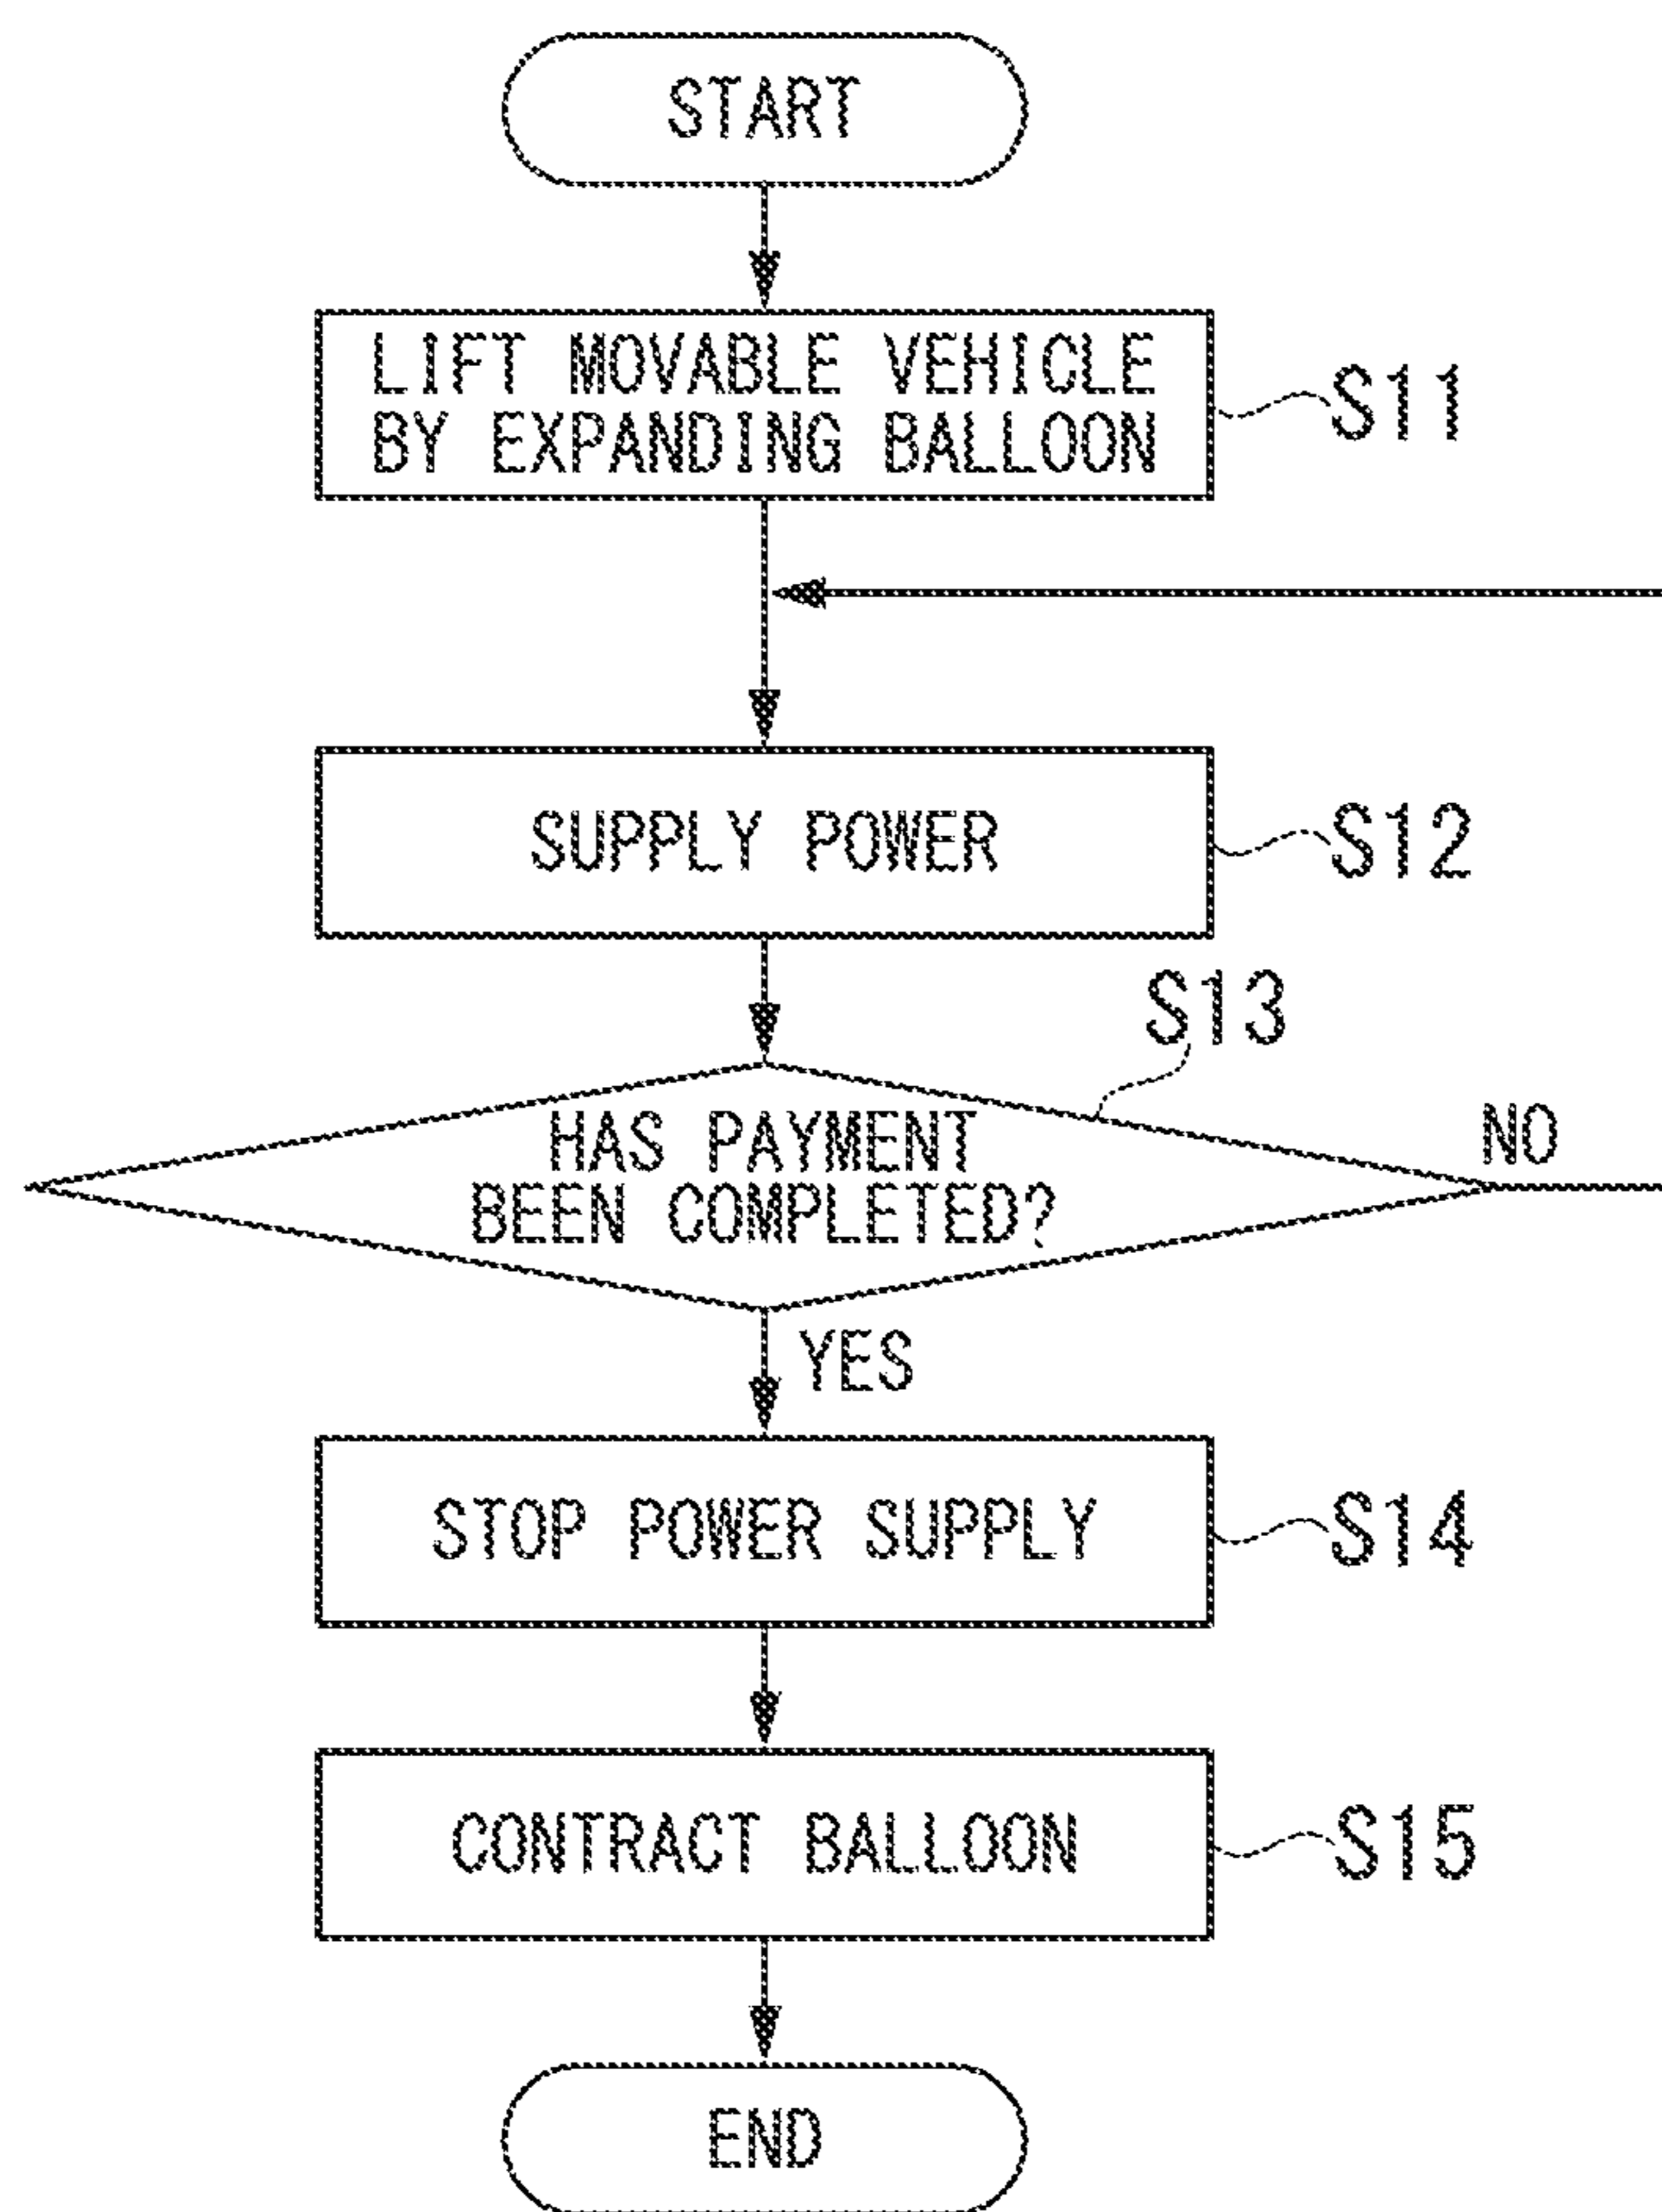 START
LIFT MOVABLE VEHICLE
BY EXPANDING BALLOON
S11
SUPPLY POWER
S12
S13
HAS PAYMENT
BEEN COMPLETED?
NO
YES
STOP POWER SUPPLY
S14
CONTRACT BALLOON
S15
END